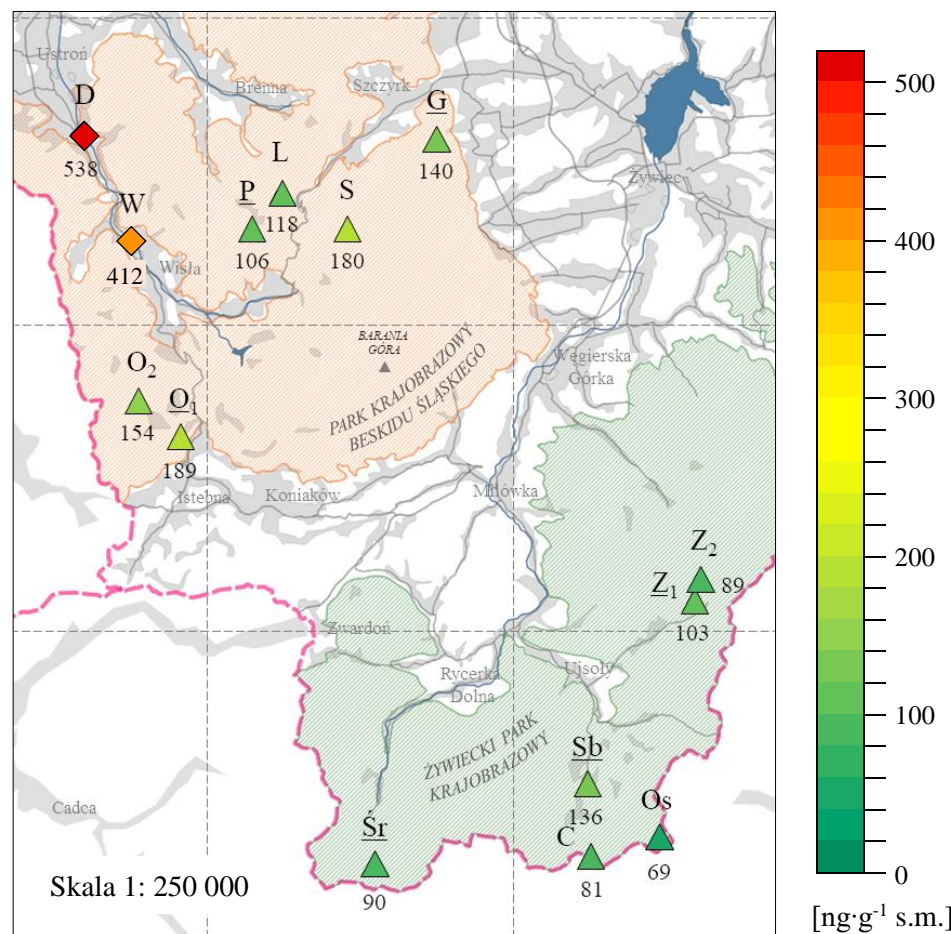 Ustroń
Brenna
Szczyrk
D
538
L
118
P
106
G
140
S
180
W
412
Wisła
Żywiec
BARANIA
GÓRA
PARK KRAJOBRAZOWY
BESKIDU ŚLĄSKIEGO
Węgierska
Górka
O₂
154
O₁
189
Istebna
Koniaków
Milówka
Z₂
89
Z₁
103
Zwardoń
Rycerka
Dolna
Ujsoły
ŻYWIECKI PARK
KRAJOBRAZOWY
Cadca
Sb
136
Os
69
C
81
Śr
90
Skala 1: 250 000
500
400
300
200
100
0
[ng·g⁻¹ s.m.]